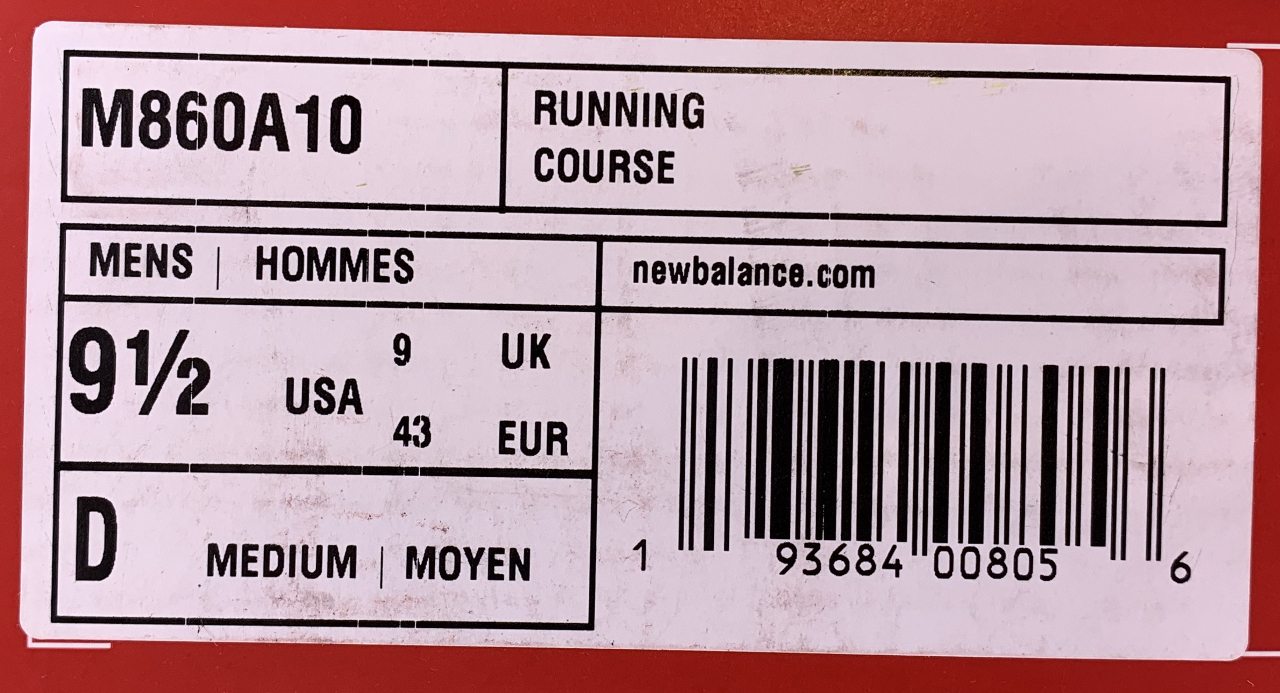 M860A10
RUNNING
COURSE
MENS | HOMMES
newbalance.com
9½ USA
9 UK
43 EUR
D MEDIUM | MOYEN
1 93684 00805 6